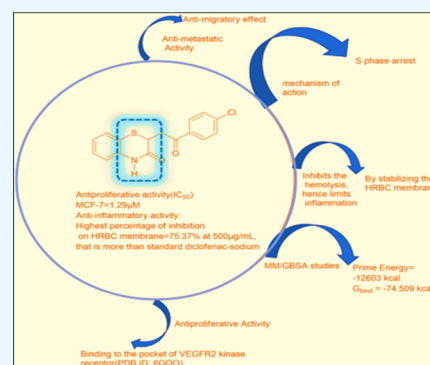 Anti-migratory effect
Anti-metastatic
Activity
S phase arrest
mechanism of
action
Cl
S
O
N
O
H
Antiproliferative activity(IC50)
MCF-7=1.29µM
Anti-inflammatory activity:
Highest percentage of inhibition
on HRBC membrane=75.37% at 500µg/mL,
that is more than standard diclofenac-sodium
Inhibits the
hemolysis,
hence limits
inflammation
By stabilizing the
HRBC membran
MM/GBSA studies
Prime Energy=
-12603 kcal
Gbind = -74.509 kca
Antiproliferative Activity
Binding to the pocket of VEGFR2 kinase
receptor(PDB ID: 6GQO)